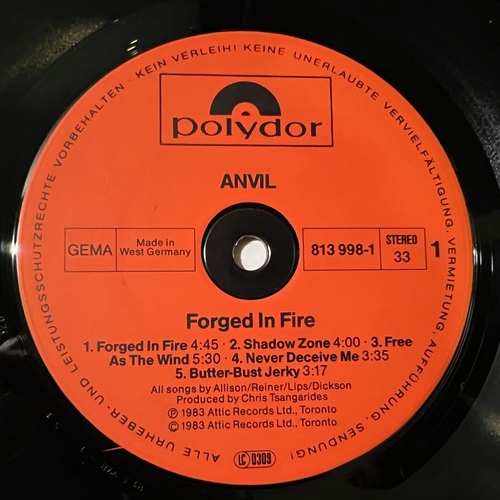 ALLE URHEBER- UND LEISTUNGSSCHUTZRECHTE VORBEHALTEN · KEIN VERLEIH! KEINE UNERLAUBTE VERVIELFÄLTIGUNG, VERMIETUNG, AUFFÜHRUNG, SENDUNG!
polydor
ANVIL
GEMA
Made in
West Germany
813 998-1
STEREO
33
1
Forged In Fire
1. Forged In Fire 4:45 · 2. Shadow Zone 4:00 · 3. Free
As The Wind 5:30 · 4. Never Deceive Me 3:35
5. Butter-Bust Jerky 3:17
All songs by Allison/Reiner/Lips/Dickson
Produced by Chris Tsangarides
Ⓟ 1983 Attic Records Ltd., Toronto
© 1983 Attic Records Ltd., Toronto
LC 0309